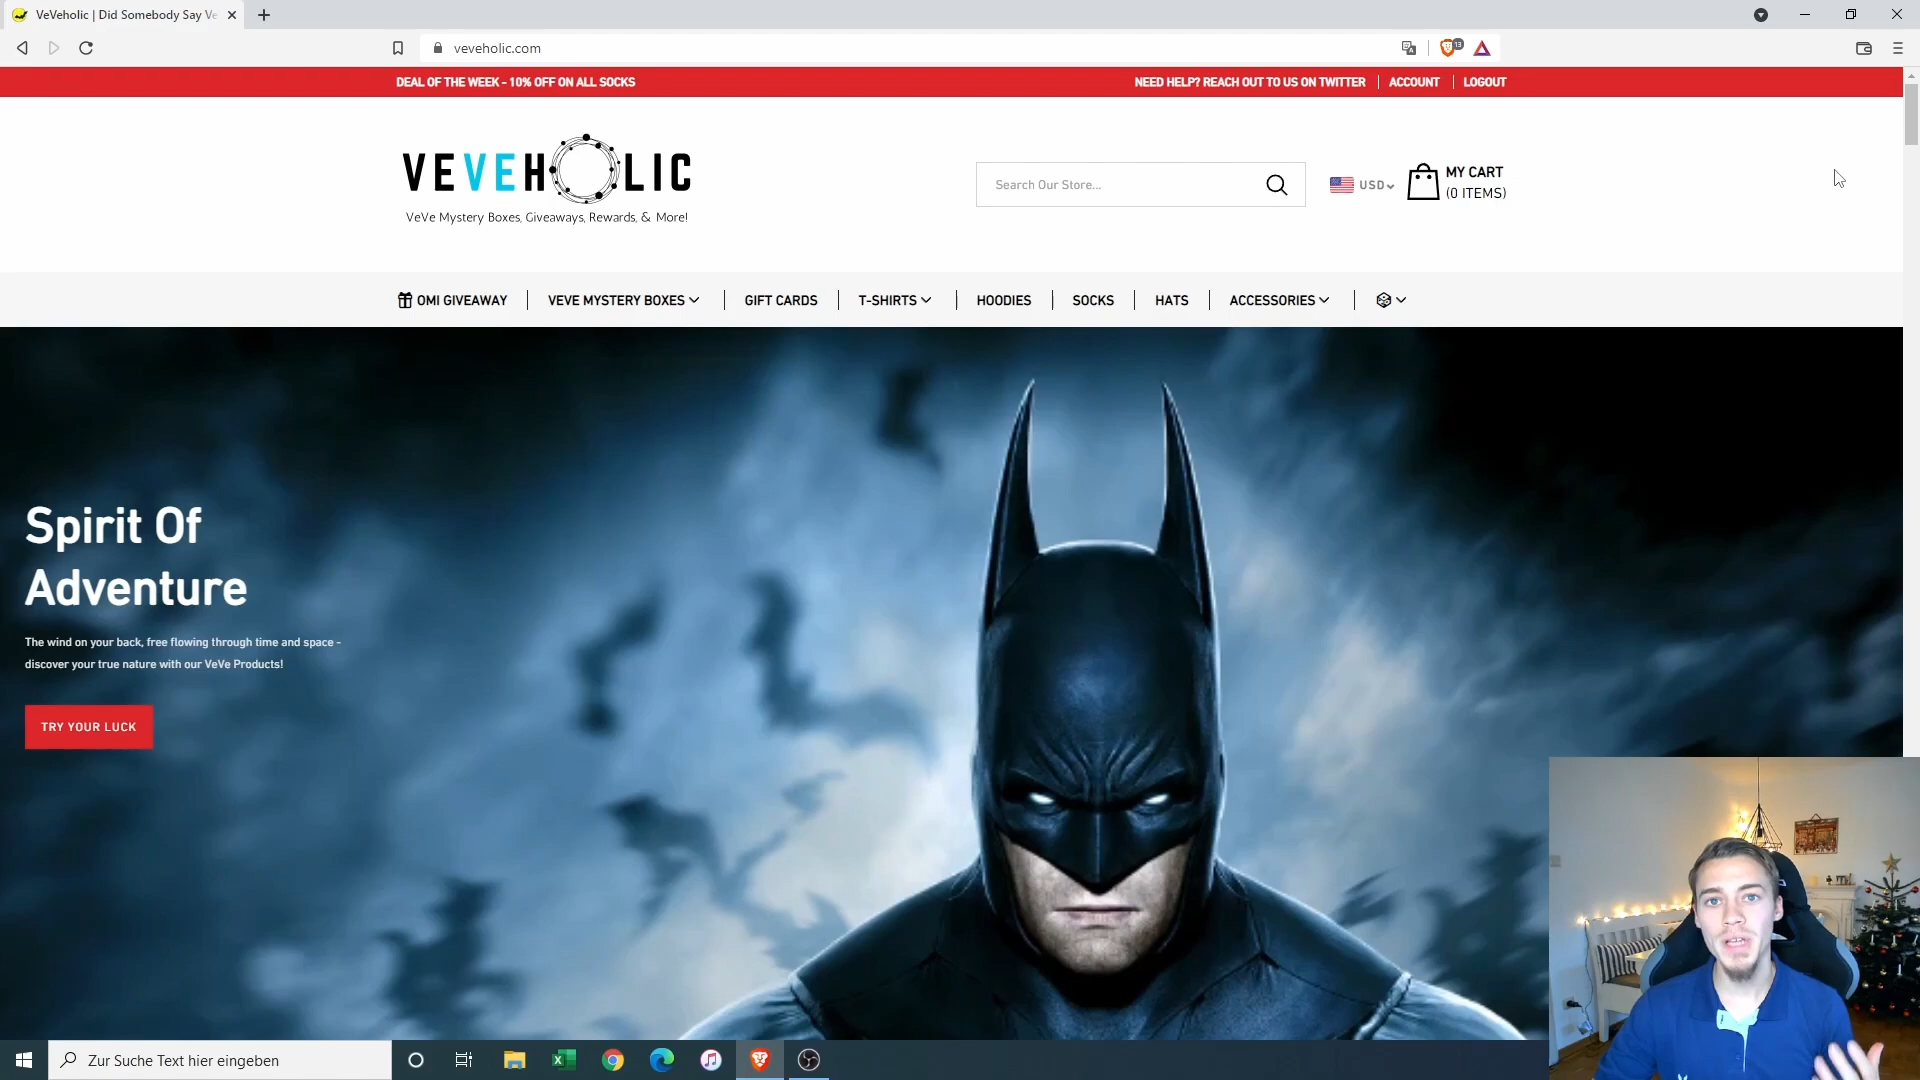 VeVeholic | Did Somebody Say Ve
veveholic.com
13
DEAL OF THE WEEK - 10% OFF ON ALL SOCKS
NEED HELP? REACH OUT TO US ON TWITTER
ACCOUNT
LOGOUT
VEVEHOLIC
VeVe Mystery Boxes, Giveaways, Rewards, & More!
Search Our Store...
USD
MY CART
(0 ITEMS)
OMI GIVEAWAY
VEVE MYSTERY BOXES
GIFT CARDS
T-SHIRTS
HOODIES
SOCKS
HATS
ACCESSORIES
Spirit Of
Adventure
The wind on your back, free flowing through time and space -
discover your true nature with our VeVe Products!
TRY YOUR LUCK
Zur Suche Text hier eingeben